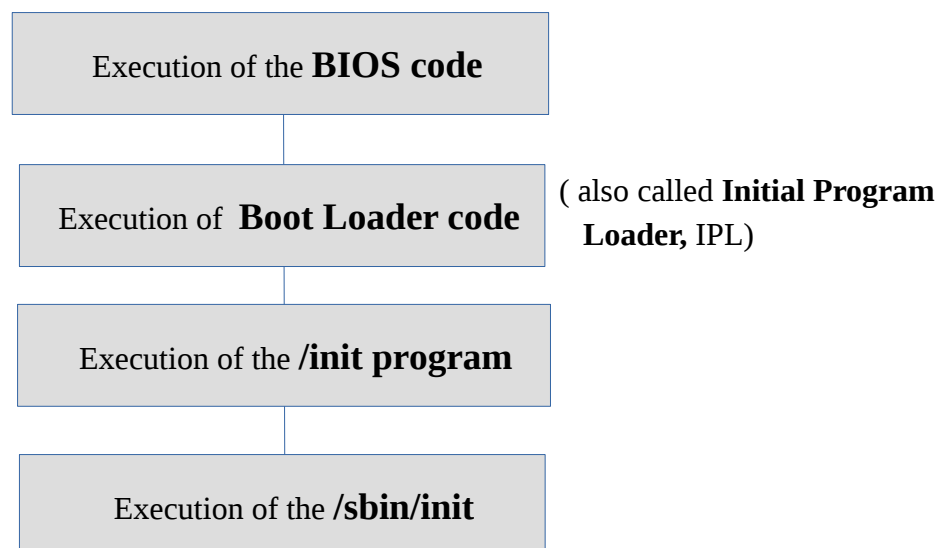 Execution of the BIOS code
Execution of Boot Loader code
( also called Initial Program
Loader, IPL)
Execution of the /init program
Execution of the /sbin/init